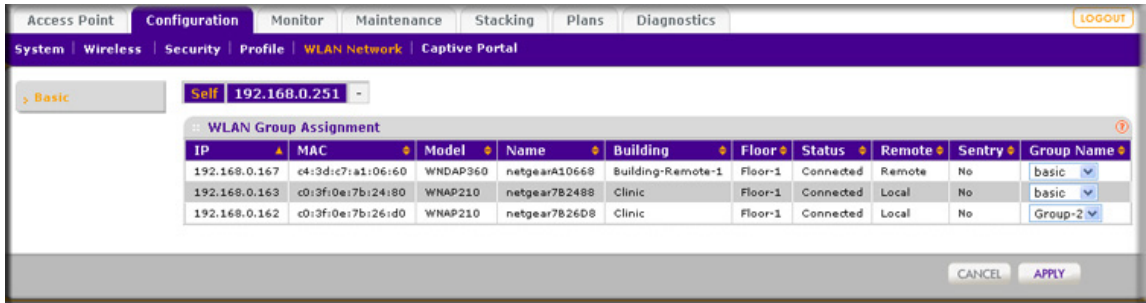 Access Point Configuration Monitor Maintenance Stacking Plans Diagnostics LOGOUT
System | Wireless | Security | Profile | WLAN Network | Captive Portal
> Basic
Self 192.168.0.251 -
:: WLAN Group Assignment ?
IP MAC Model Name Building Floor Status Remote Sentry Group Name
192.168.0.167 c4:3d:c7:a1:06:60 WNDAP360 netgearA10668 Building-Remote-1 Floor-1 Connected Remote No basic
192.168.0.163 c0:3f:0e:7b:24:80 WNAP210 netgear7B2488 Clinic Floor-1 Connected Local No basic
192.168.0.162 c0:3f:0e:7b:26:d0 WNAP210 netgear7B26D8 Clinic Floor-1 Connected Local No Group-2
CANCEL APPLY